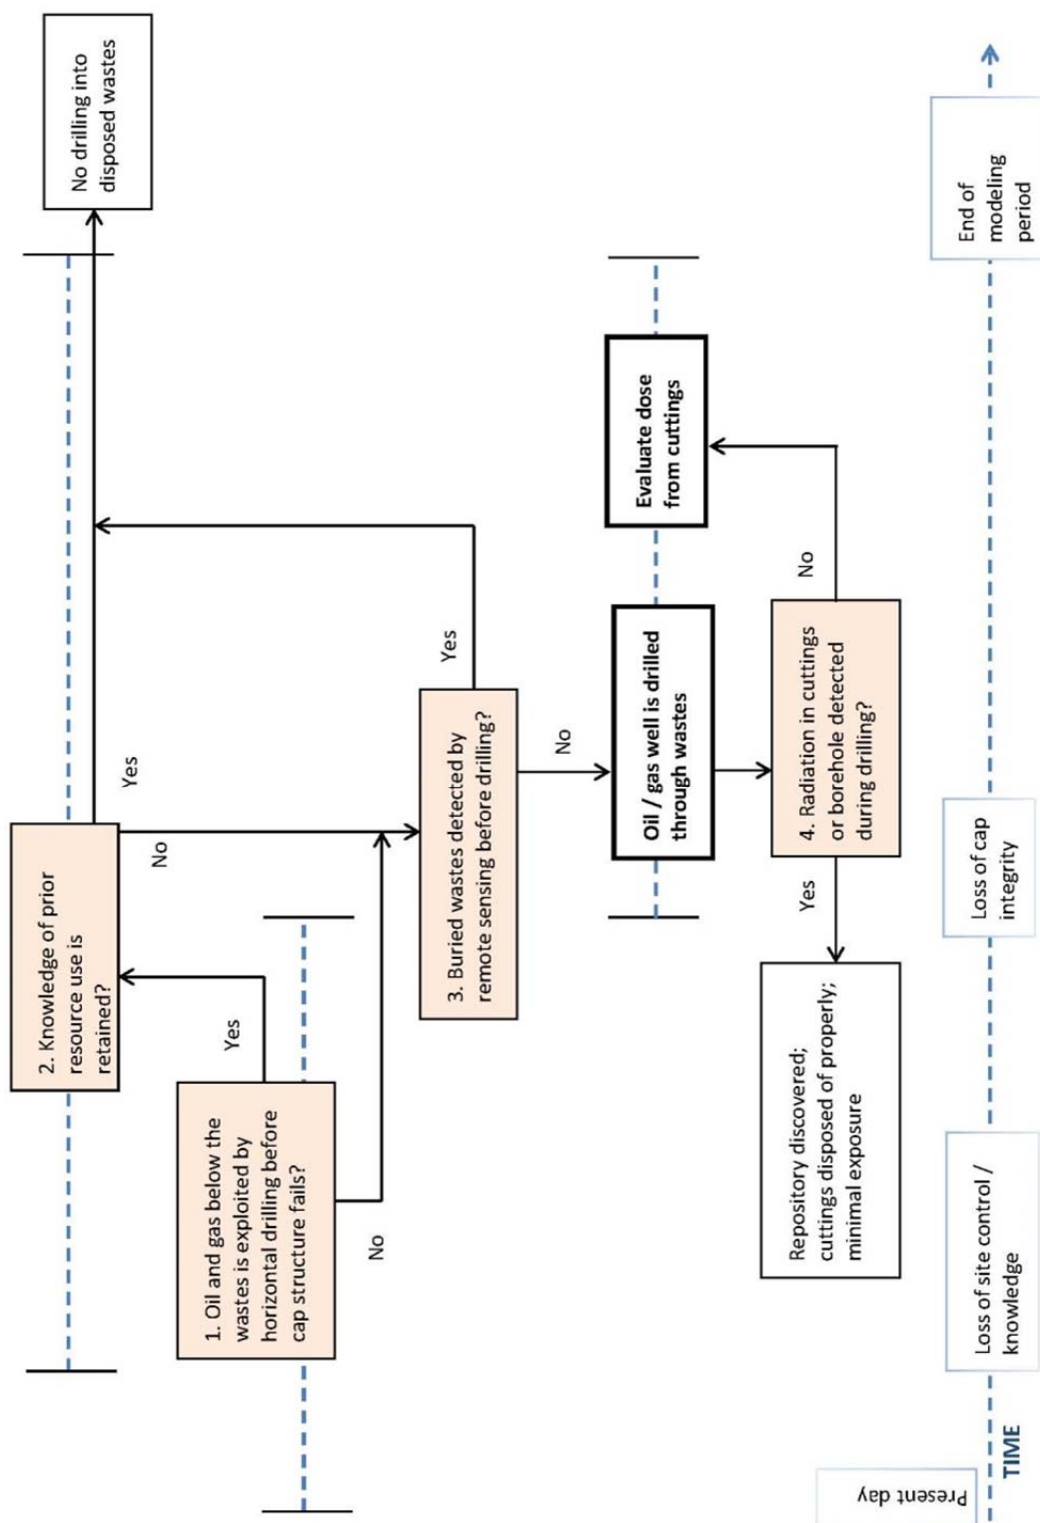 2. Knowledge of prior
resource use is
retained?
Yes
No
No drilling into
disposed wastes
1. Oil and gas below the
wastes is exploited by
horizontal drilling before
cap structure fails?
Yes
No
3. Buried wastes detected by
remote sensing before drilling?
Yes
No
Oil / gas well is drilled
through wastes
Evaluate dose
from cuttings
4. Radiation in cuttings
or borehole detected
during drilling?
Yes
No
Repository discovered;
cuttings disposed of properly;
minimal exposure
Present day
TIME
Loss of site control /
knowledge
Loss of cap
integrity
End of
modeling
period